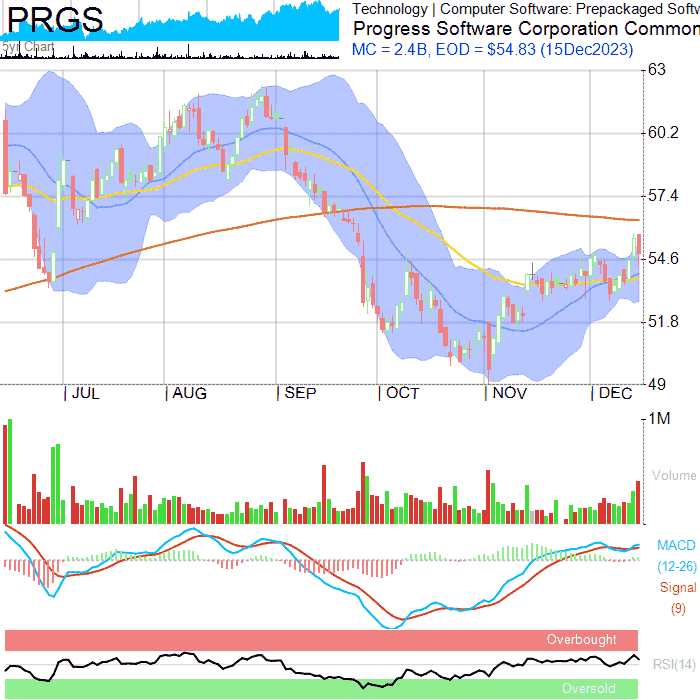 PRGS
5yr Chart
Technology | Computer Software: Prepackaged Softw
Progress Software Corporation Common
MC = 2.4B, EOD = $54.83 (15Dec2023)
63
60.2
57.4
54.6
51.8
49
| JUL | AUG | SEP | OCT | NOV | DEC
1M
Volume
MACD
(12-26)
Signal
(9)
Overbought
RSI(14)
Oversold